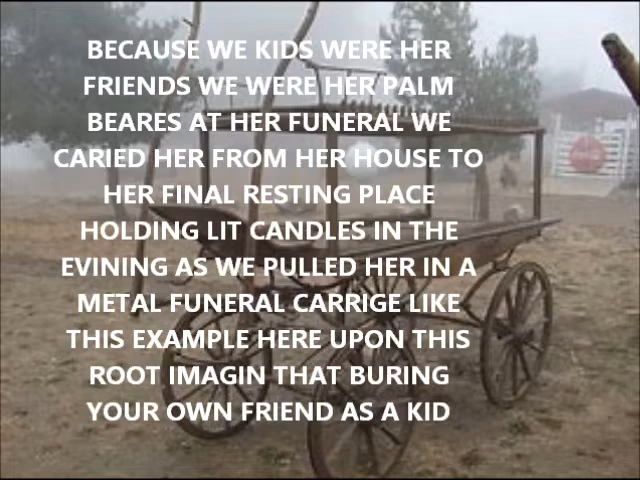 BECAUSE WE KIDS WERE HER
FRIENDS WE WERE HER PALM
BEARES AT HER FUNERAL WE
CARIED HER FROM HER HOUSE TO
HER FINAL RESTING PLACE
HOLDING LIT CANDLES IN THE
EVINING AS WE PULLED HER IN A
METAL FUNERAL CARRIGE LIKE
THIS EXAMPLE HERE UPON THIS
ROOT IMAGIN THAT BURING
YOUR OWN FRIEND AS A KID